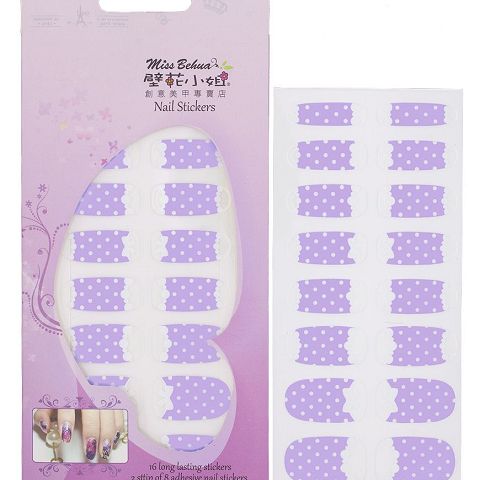 Miss Behua
壁花小姐
創意美甲專賣店
Nail Stickers
16 long lasting stickers
2 sttip of 8 adhesive nail stickers